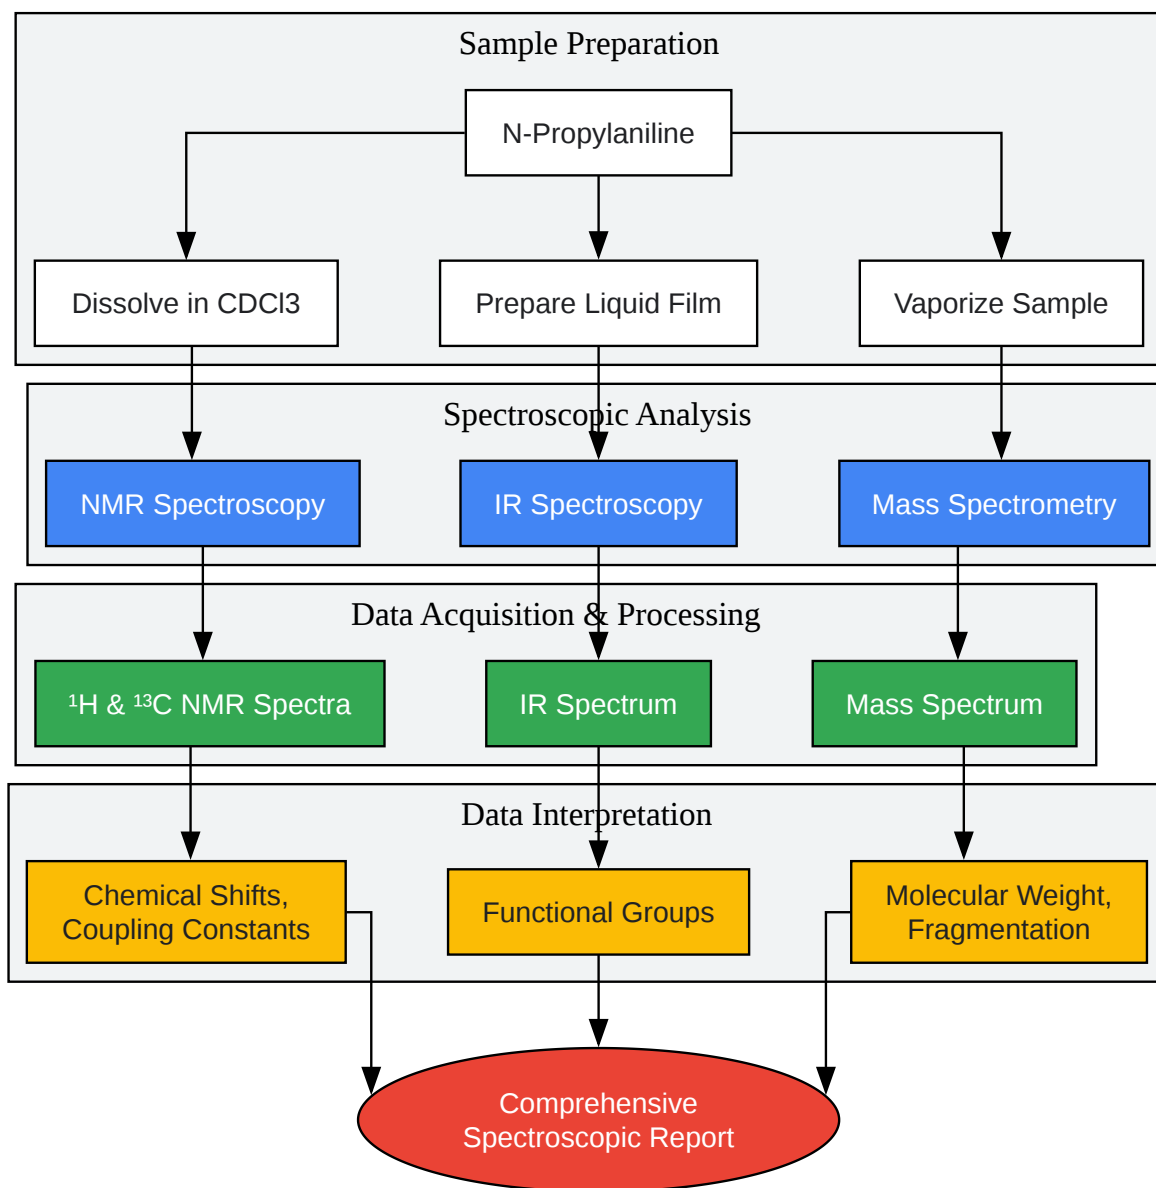 Sample Preparation
N-Propylaniline
Dissolve in CDCl3
Prepare Liquid Film
Vaporize Sample
Spectroscopic Analysis
NMR Spectroscopy
IR Spectroscopy
Mass Spectrometry
Data Acquisition & Processing
¹H & ¹³C NMR Spectra
IR Spectrum
Mass Spectrum
Data Interpretation
Chemical Shifts,
Coupling Constants
Functional Groups
Molecular Weight,
Fragmentation
Comprehensive
Spectroscopic Report